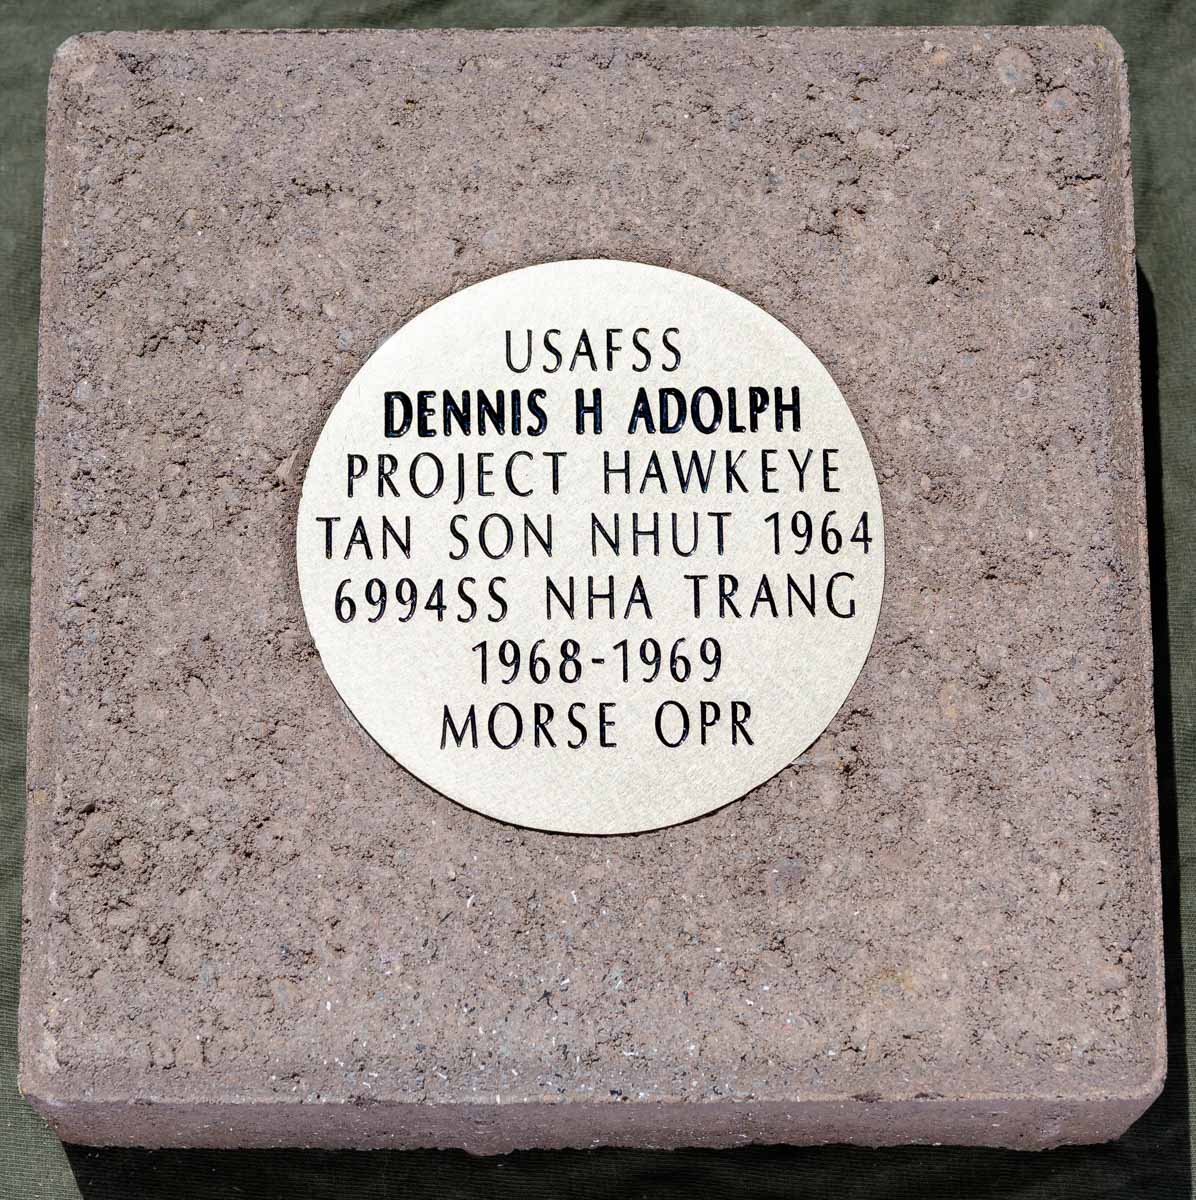 USAFSS
DENNIS H ADOLPH
PROJECT HAWKEYE
TAN SON NHUT 1964
6994SS NHA TRANG
1968-1969
MORSE OPR